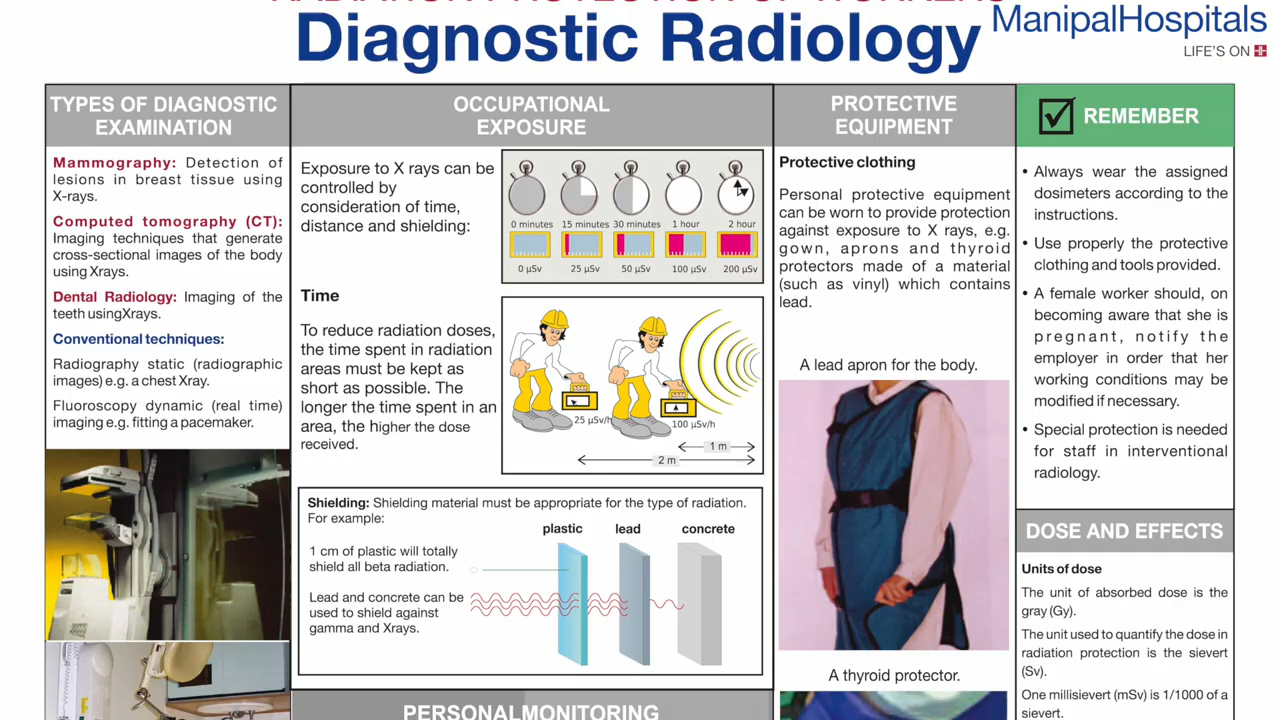 RADIATION PROTECTION OF WORKERS
Diagnostic Radiology
ManipalHospitals
LIFE'S ON
TYPES OF DIAGNOSTIC
EXAMINATION
Mammography: Detection of
lesions in breast tissue using
X-rays.
Computed tomography (CT):
Imaging techniques that generate
cross-sectional images of the body
using Xrays.
Dental Radiology: Imaging of the
teeth usingXrays.
Conventional techniques:
Radiography static (radiographic
images) e.g. a chest Xray.
Fluoroscopy dynamic (real time)
imaging e.g. fitting a pacemaker.
OCCUPATIONAL
EXPOSURE
Exposure to X rays can be
controlled by
consideration of time,
distance and shielding:
0 minutes 15 minutes 30 minutes 1 hour 2 hour
0 µSv 25 µSv 50 µSv 100 µSv 200 µSv
Time
To reduce radiation doses,
the time spent in radiation
areas must be kept as
short as possible. The
longer the time spent in an
area, the higher the dose
received.
25 µSv/h
100 µSv/h
1 m
2 m
Shielding: Shielding material must be appropriate for the type of radiation.
For example:
plastic lead concrete
1 cm of plastic will totally
shield all beta radiation.
Lead and concrete can be
used to shield against
gamma and Xrays.
PERSONALMONITORING
PROTECTIVE
EQUIPMENT
Protective clothing
Personal protective equipment
can be worn to provide protection
against exposure to X rays, e.g.
gown, aprons and thyroid
protectors made of a material
(such as vinyl) which contains
lead.
A lead apron for the body.
A thyroid protector.
REMEMBER
• Always wear the assigned
dosimeters according to the
instructions.
• Use properly the protective
clothing and tools provided.
• A female worker should, on
becoming aware that she is
pregnant, notify the
employer in order that her
working conditions may be
modified if necessary.
• Special protection is needed
for staff in interventional
radiology.
DOSE AND EFFECTS
Units of dose
The unit of absorbed dose is the
gray (Gy).
The unit used to quantify the dose in
radiation protection is the sievert
(Sv).
One millisievert (mSv) is 1/1000 of a
sievert.